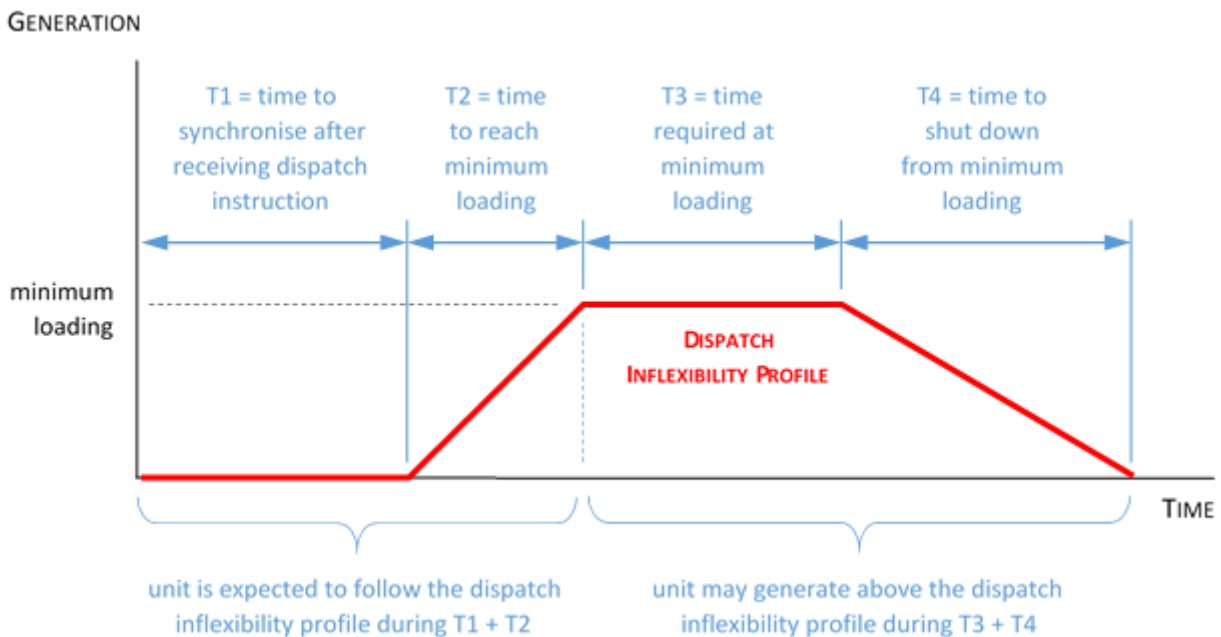 GENERATION
T1 = time to
synchronise after
receiving dispatch
instruction
T2 = time
to reach
minimum
loading
T3 = time
required at
minimum
loading
T4 = time to
shut down
from minimum
loading
minimum
loading
DISPATCH
INFLEXIBILITY PROFILE
TIME
unit is expected to follow the dispatch
inflexibility profile during T1 + T2
unit may generate above the dispatch
inflexibility profile during T3 + T4